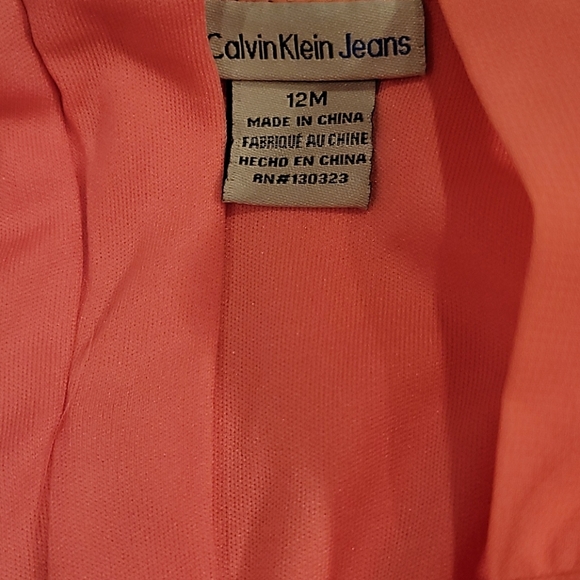 Calvin Klein Jeans
12M
MADE IN CHINA
FABRIQUÉ AU CHINE
HECHO EN CHINA
RN#130323